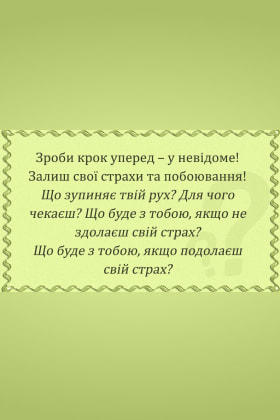 Зроби крок уперед – у невідоме!
Залиш свої страхи та побоювання!
Що зупиняє твій рух? Для чого
чекаєш? Що буде з тобою, якщо не
здолаєш свій страх?
Що буде з тобою, якщо подолаєш
свій страх?